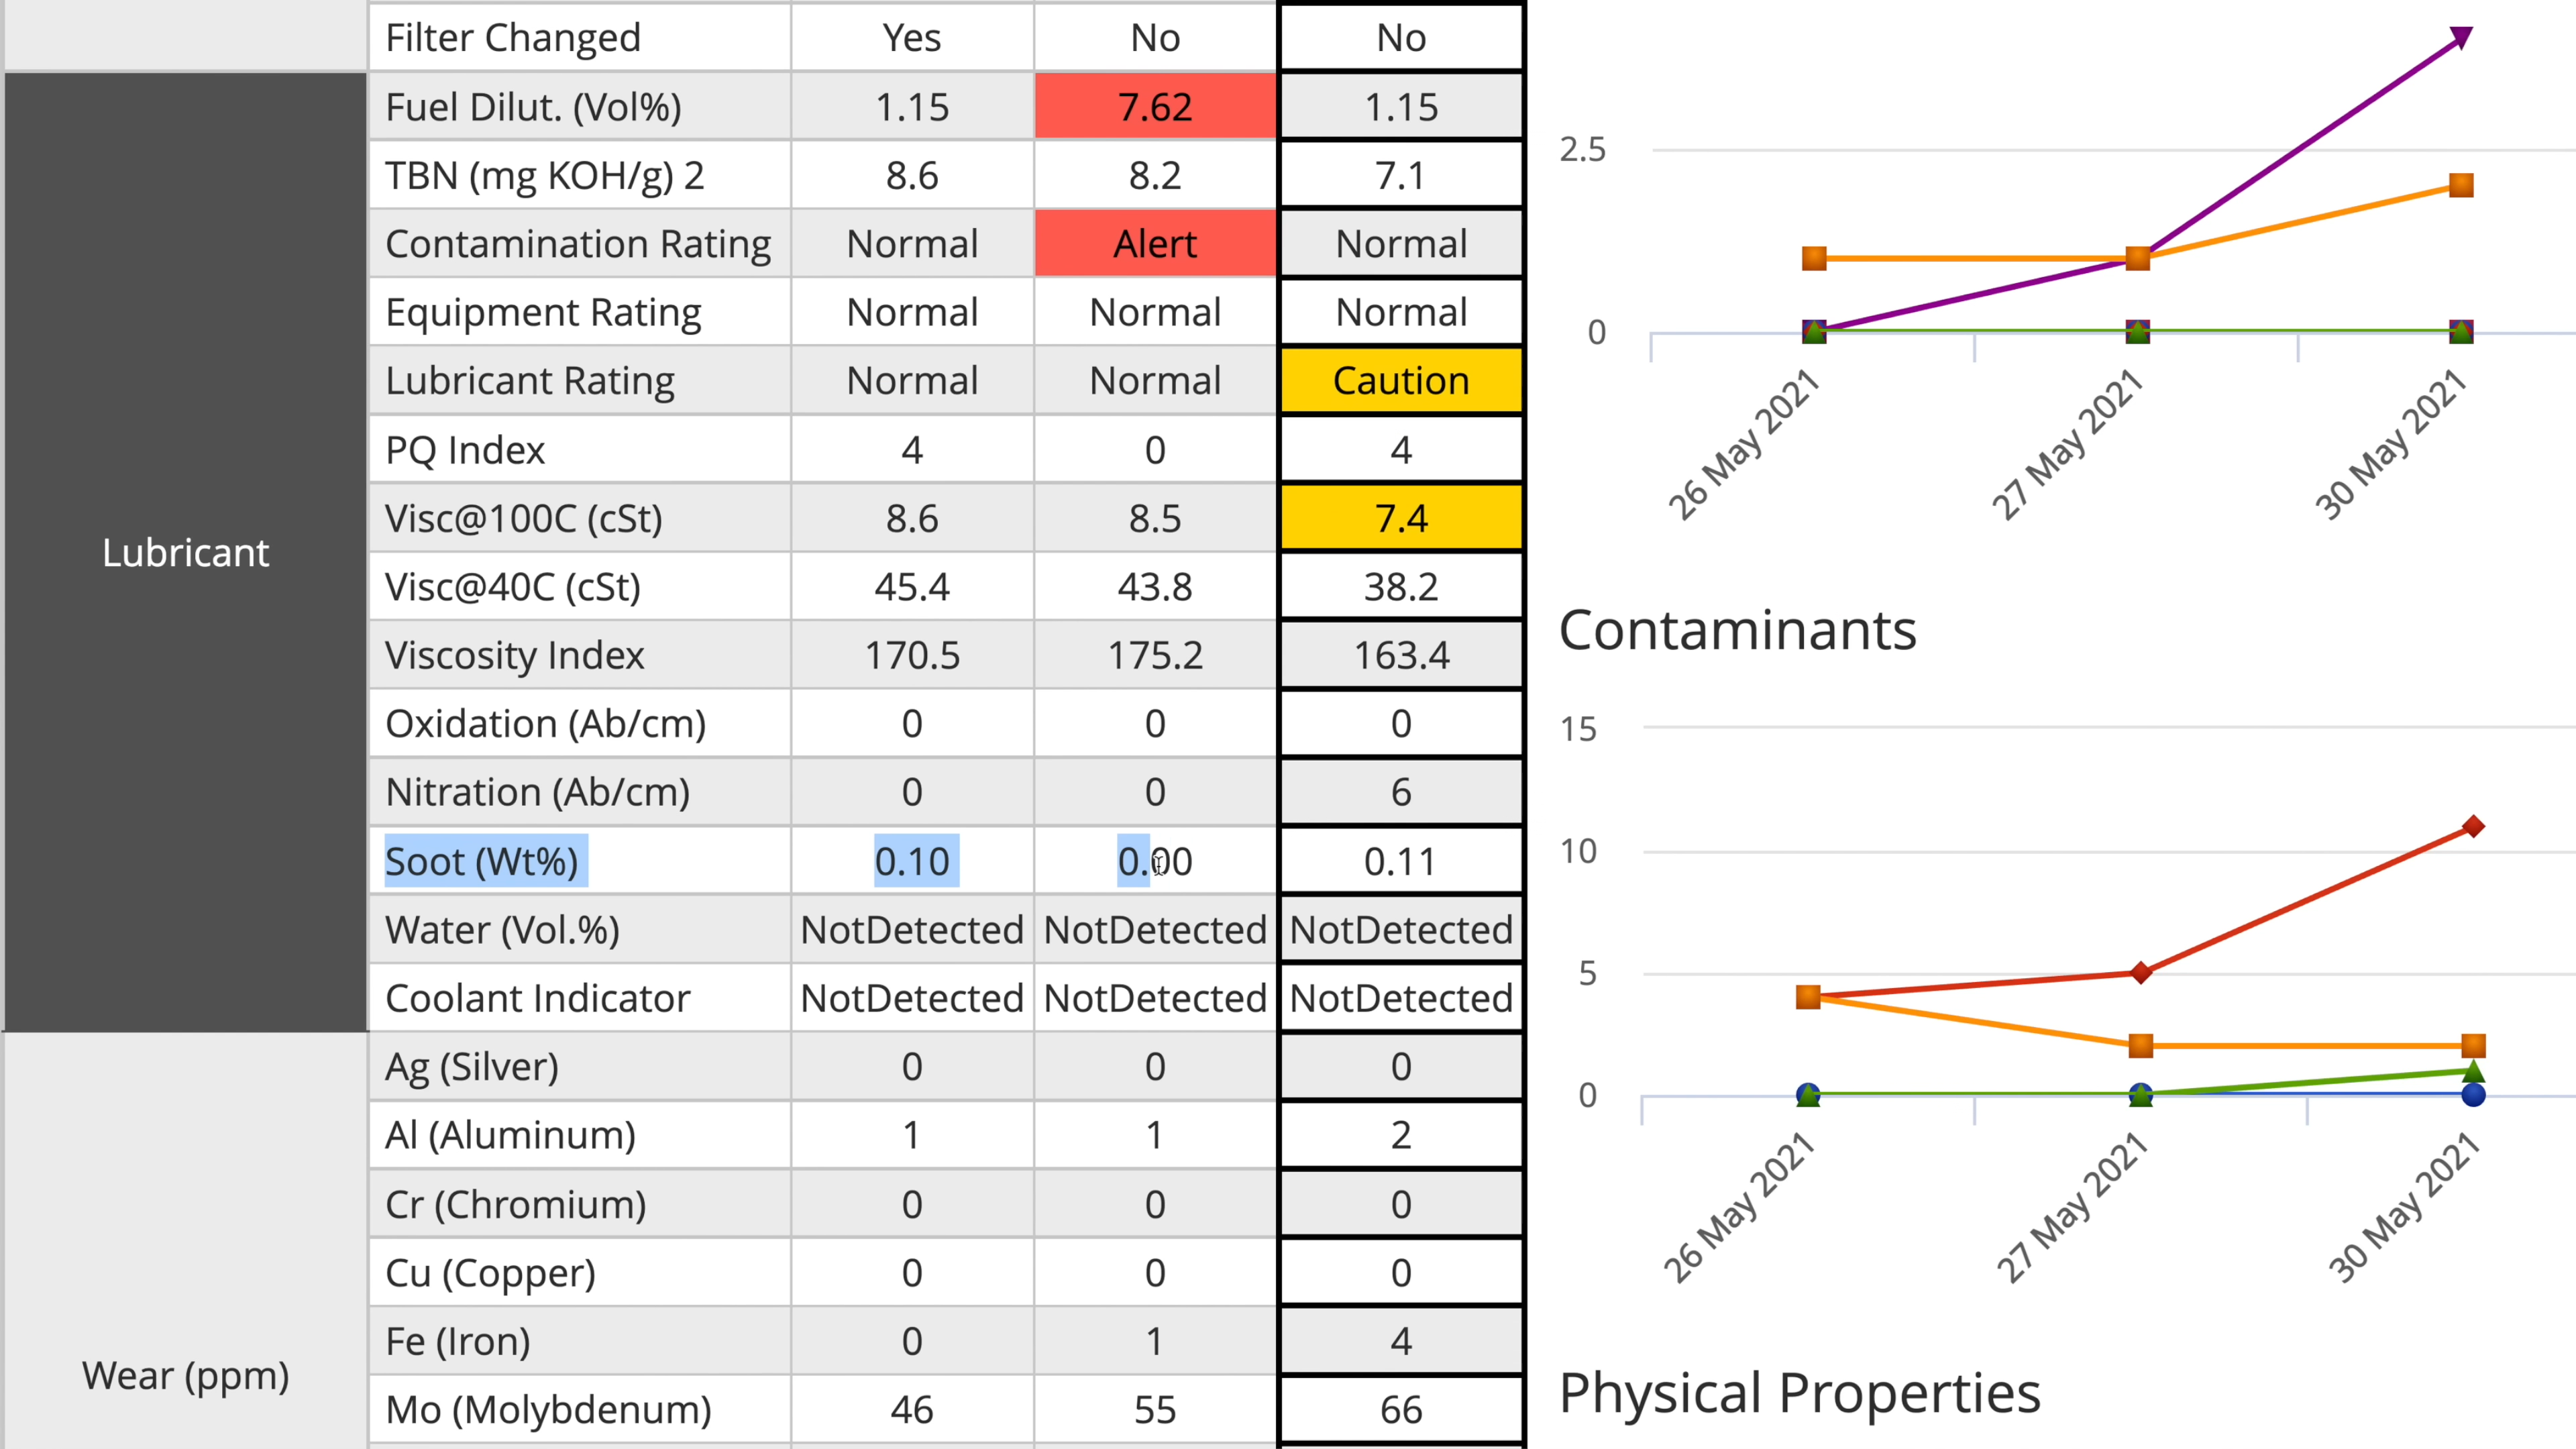 Filter Changed Yes No No
Fuel Dilut. (Vol%) 1.15 7.62 1.15
TBN (mg KOH/g) 2 8.6 8.2 7.1
Contamination Rating Normal Alert Normal
Equipment Rating Normal Normal Normal
Lubricant Rating Normal Normal Caution
PQ Index 4 0 4
Visc@100C (cSt) 8.6 8.5 7.4
Lubricant
Visc@40C (cSt) 45.4 43.8 38.2
Viscosity Index 170.5 175.2 163.4
Oxidation (Ab/cm) 0 0 0
Nitration (Ab/cm) 0 0 6
Soot (Wt%) 0.10 0.00 0.11
Water (Vol.%) NotDetected NotDetected NotDetected
Coolant Indicator NotDetected NotDetected NotDetected
Ag (Silver) 0 0 0
Al (Aluminum) 1 1 2
Cr (Chromium) 0 0 0
Cu (Copper) 0 0 0
Fe (Iron) 0 1 4
Wear (ppm)
Mo (Molybdenum) 46 55 66
2.5
0
26 May 2021 27 May 2021 30 May 2021
Contaminants
15
10
5
0
26 May 2021 27 May 2021 30 May 2021
Physical Properties